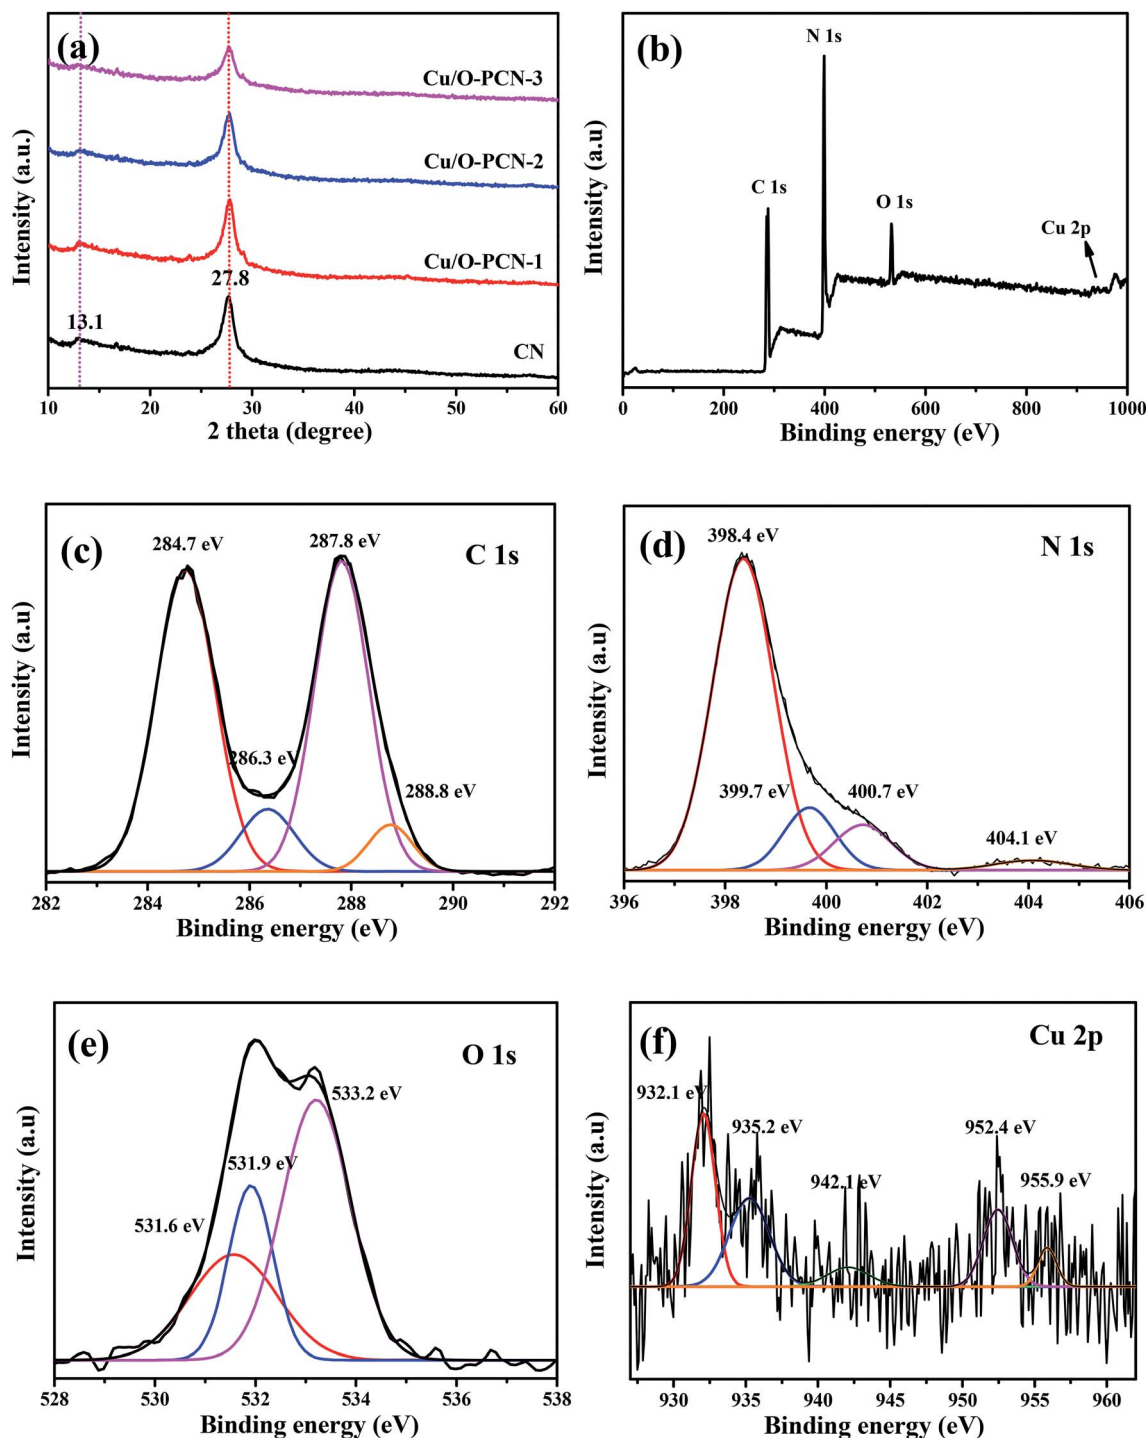 (a)
Cu/O-PCN-3
Cu/O-PCN-2
Cu/O-PCN-1
27.8
13.1
CN
Intensity (a.u.)
10 20 30 40 50 60
2 theta (degree)
(b)
N 1s
C 1s
O 1s
Cu 2p
Intensity (a.u)
0 200 400 600 800 1000
Binding energy (eV)
(c)
C 1s
284.7 eV
287.8 eV
286.3 eV
288.8 eV
Intensity (a.u)
282 284 286 288 290 292
Binding energy (eV)
(d)
N 1s
398.4 eV
399.7 eV
400.7 eV
404.1 eV
Intensity (a.u)
396 398 400 402 404 406
Binding energy (eV)
(e)
O 1s
533.2 eV
531.9 eV
531.6 eV
Intensity (a.u)
528 530 532 534 536 538
Binding energy (eV)
(f)
Cu 2p
932.1 eV
935.2 eV
942.1 eV
952.4 eV
955.9 eV
Intensity (a.u)
930 935 940 945 950 955 960
Binding energy (eV)